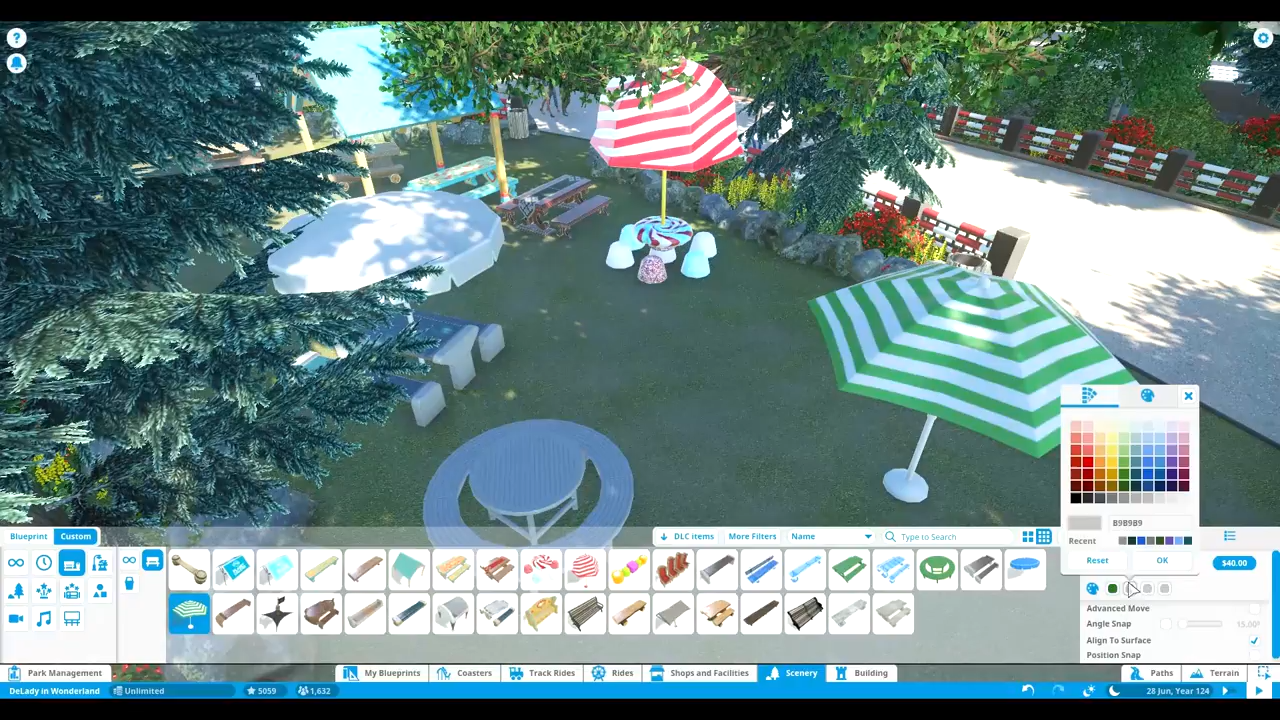 Blueprint Custom
DLC items More Filters Name Type to Search
B9B9B9
Recent
Reset OK
$40.00
Advanced Move
Angle Snap 15.00°
Align To Surface
Position Snap
Park Management My Blueprints Coasters Track Rides Rides Shops and Facilities Scenery Building Paths Terrain
DeLady in Wonderland Unlimited 5059 1,632 28 Jun, Year 124